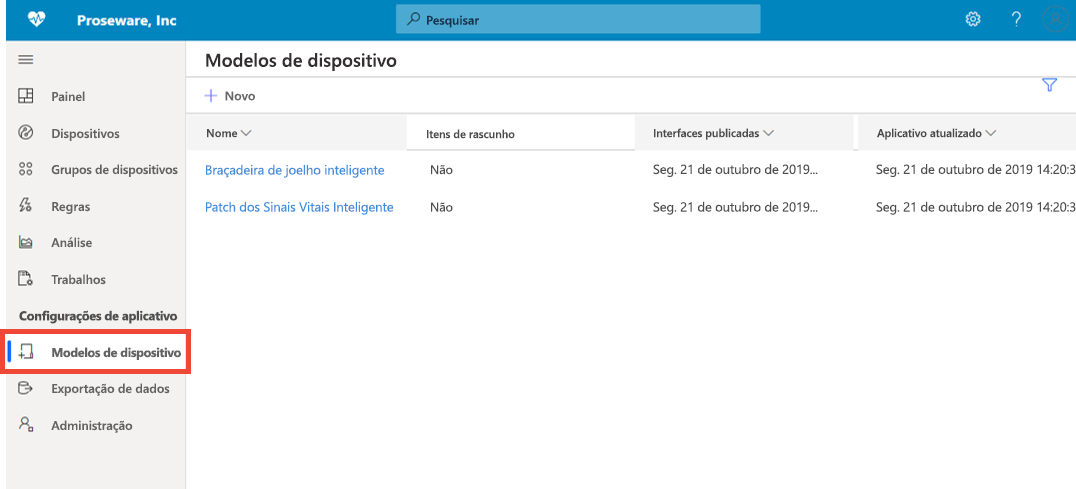 Proseware, Inc
Pesquisar
?
Modelos de dispositivo
Novo
Painel
Dispositivos
Grupos de dispositivos
Regras
Análise
Trabalhos
Configurações de aplicativo
Modelos de dispositivo
Exportação de dados
Administração
Nome Itens de rascunho Interfaces publicadas Aplicativo atualizado
Braçadeira de joelho inteligente Não Seg. 21 de outubro de 2019... Seg. 21 de outubro de 2019 14:20:3
Patch dos Sinais Vitais Inteligente Não Seg. 21 de outubro de 2019... Seg. 21 de outubro de 2019 14:20:3